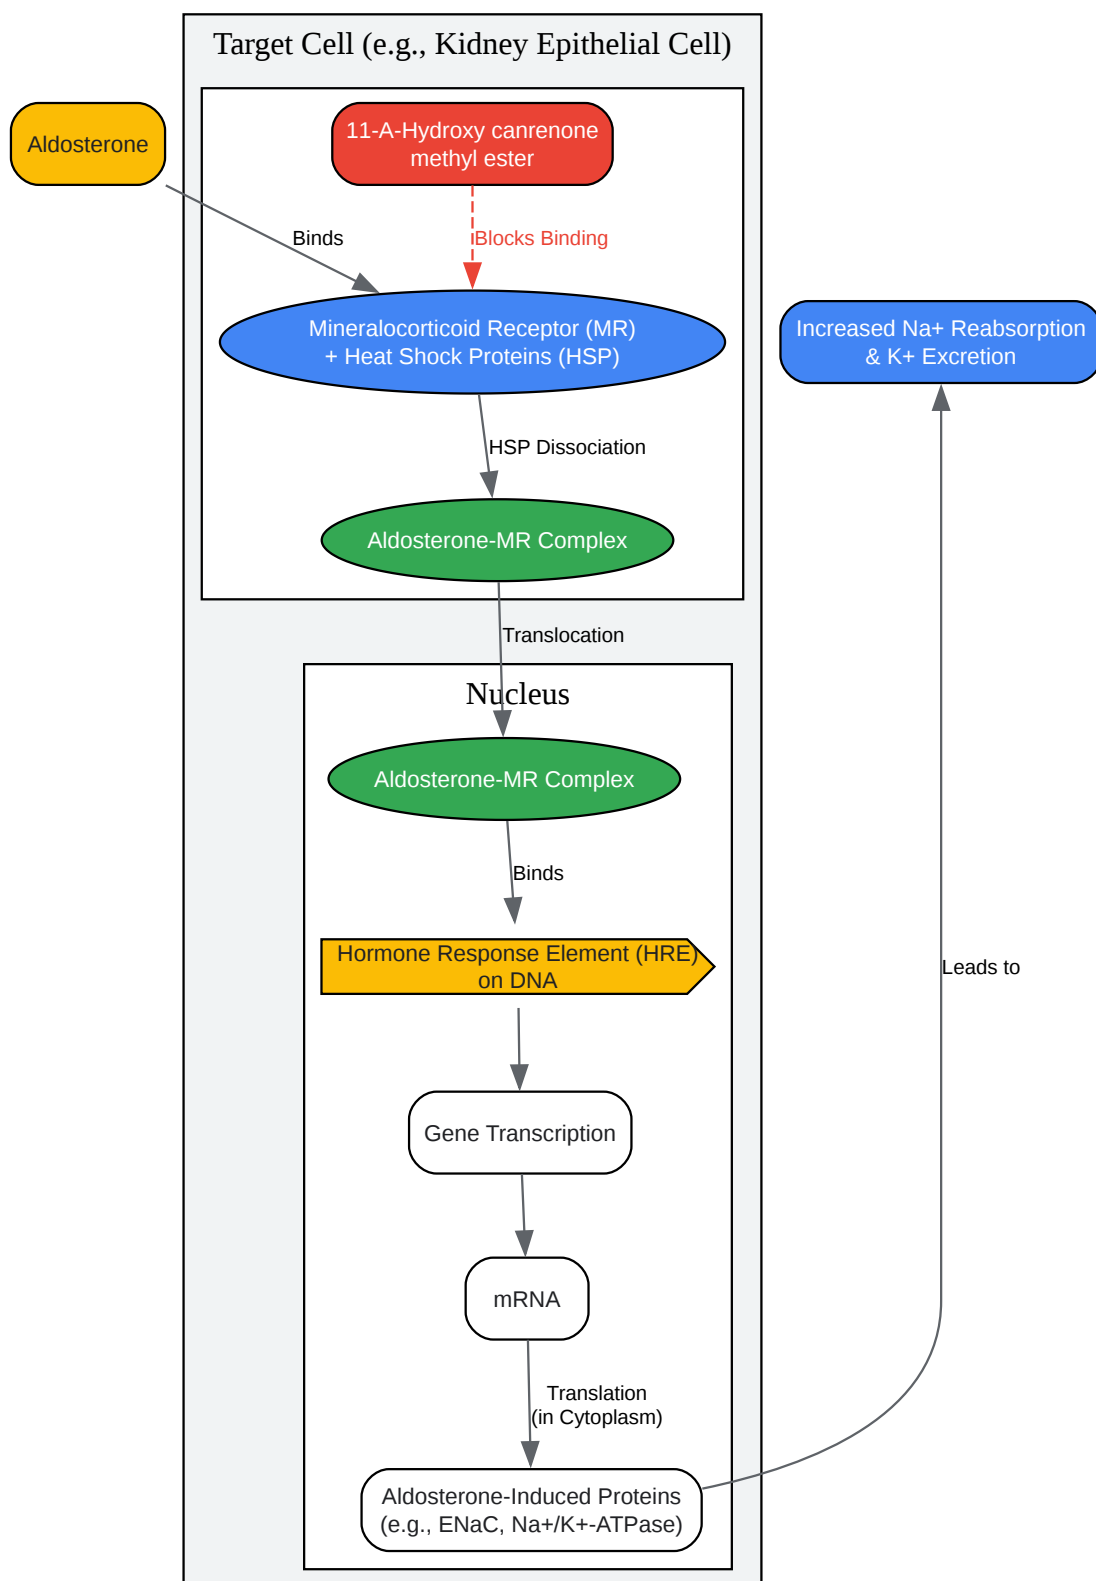 Target Cell (e.g., Kidney Epithelial Cell)
Aldosterone
11-A-Hydroxy canrenone
methyl ester
Binds
Blocks Binding
Mineralocorticoid Receptor (MR)
+ Heat Shock Proteins (HSP)
Increased Na+ Reabsorption
& K+ Excretion
HSP Dissociation
Aldosterone-MR Complex
Translocation
Nucleus
Aldosterone-MR Complex
Binds
Hormone Response Element (HRE)
on DNA
Leads to
Gene Transcription
mRNA
Translation
(in Cytoplasm)
Aldosterone-Induced Proteins
(e.g., ENaC, Na+/K+-ATPase)